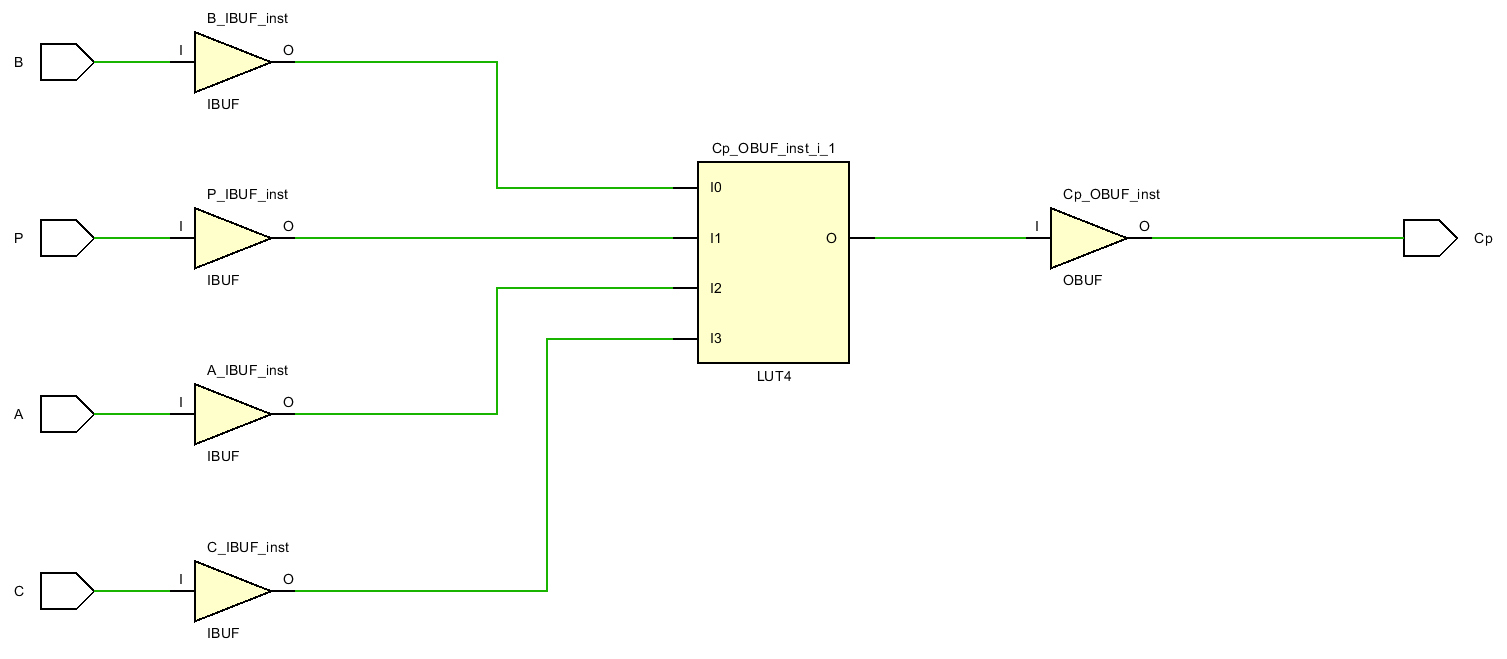 B_IBUF_inst
B
I
O
IBUF
Cp_OBUF_inst_i_1
I0
P_IBUF_inst
Cp_OBUF_inst
P
I
O
I1
O
I
O
Cp
IBUF
OBUF
I2
I3
A_IBUF_inst
LUT4
A
I
O
IBUF
C_IBUF_inst
C
I
O
IBUF